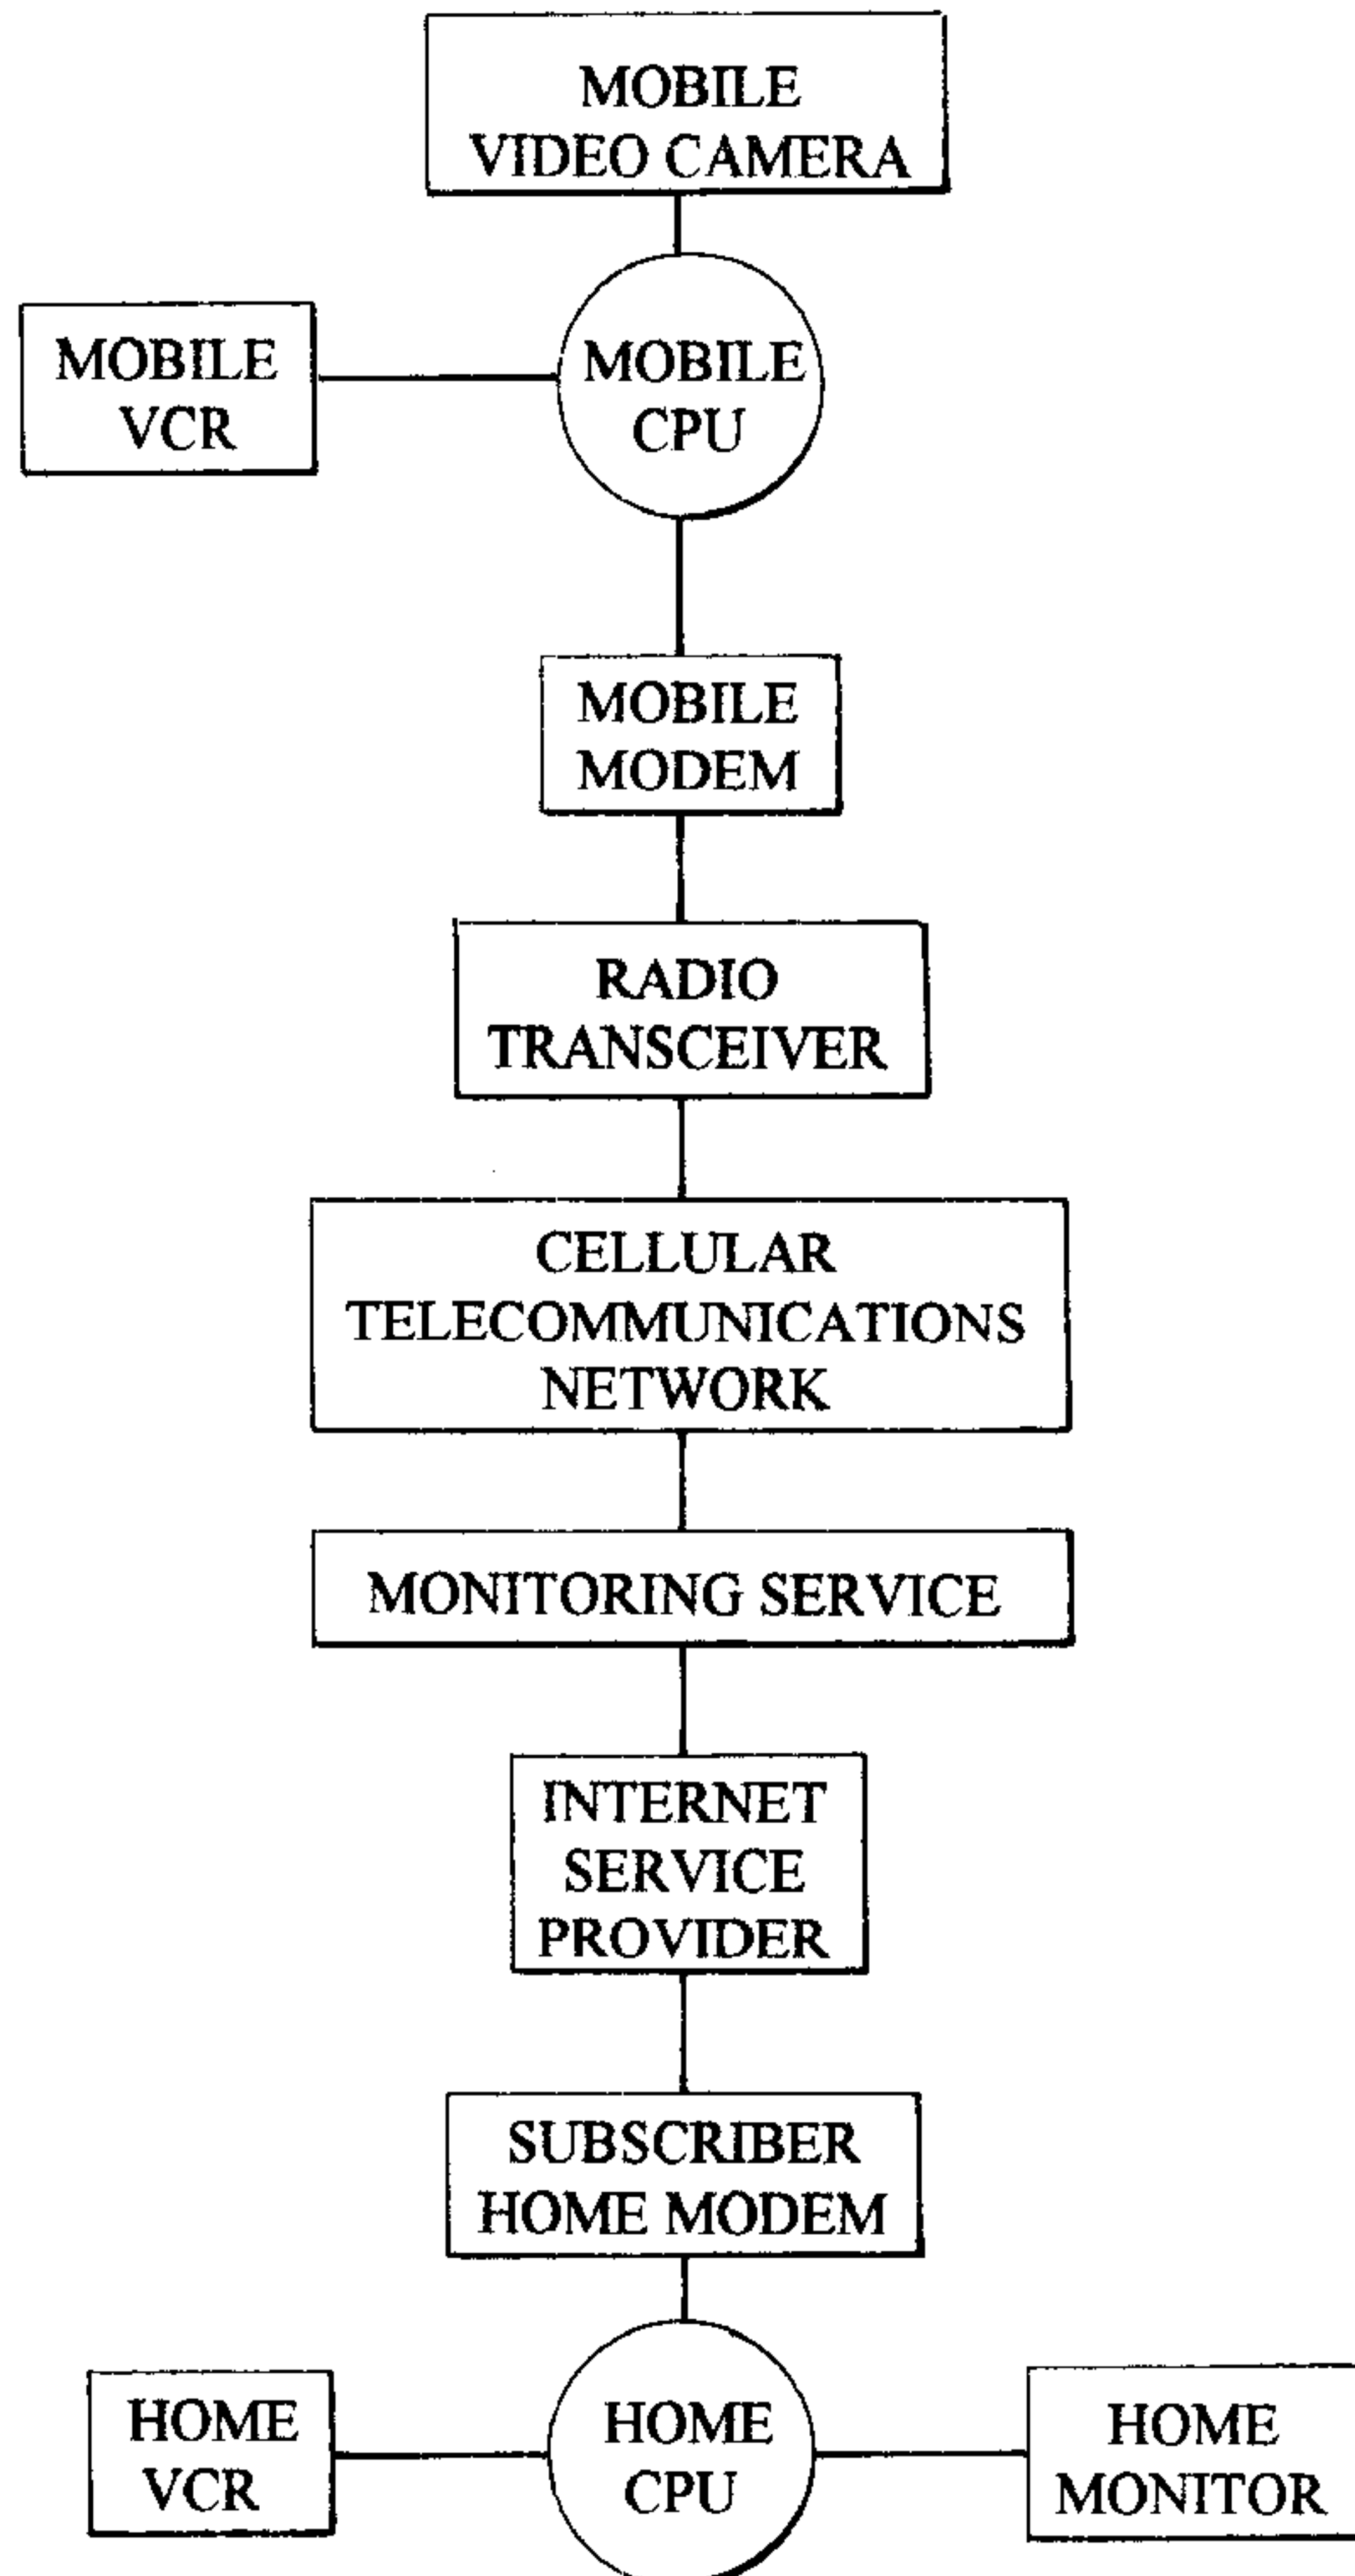 MOBILE
VIDEO CAMERA
MOBILE
VCR
MOBILE
CPU
MOBILE
MODEM
RADIO
TRANSCEIVER
CELLULAR
TELECOMMUNICATIONS
NETWORK
MONITORING SERVICE
INTERNET
SERVICE
PROVIDER
SUBSCRIBER
HOME MODEM
HOME
VCR
HOME
CPU
HOME
MONITOR